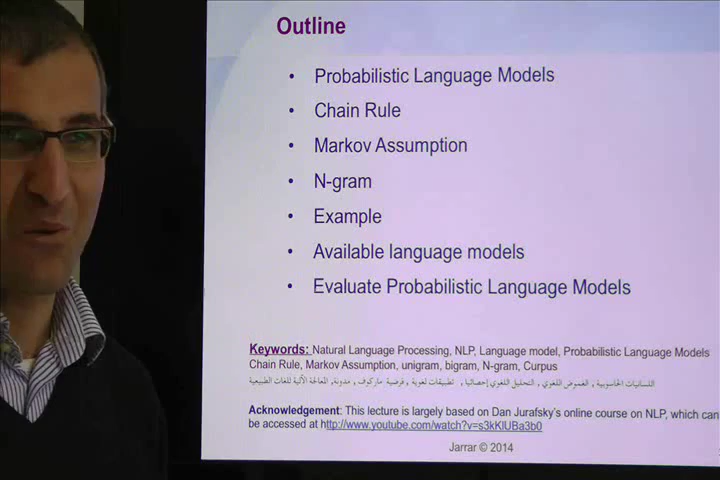 Outline
• Probabilistic Language Models
• Chain Rule
• Markov Assumption
• N-gram
• Example
• Available language models
• Evaluate Probabilistic Language Models
Keywords: Natural Language Processing, NLP, Language model, Probabilistic Language Models
Chain Rule, Markov Assumption, unigram, bigram, N-gram, Curpus
اللسانيات الحاسوبية , الغموض اللغوي , التحليل اللغوي إحصائيا , تطبيقات لغوية , فرضية ماركوف , مدونة, المعالجة الآلية للغات الطبيعية
Acknowledgement: This lecture is largely based on Dan Jurafsky's online course on NLP, which can
be accessed at http://www.youtube.com/watch?v=s3kKlUBa3b0
Jarrar © 2014